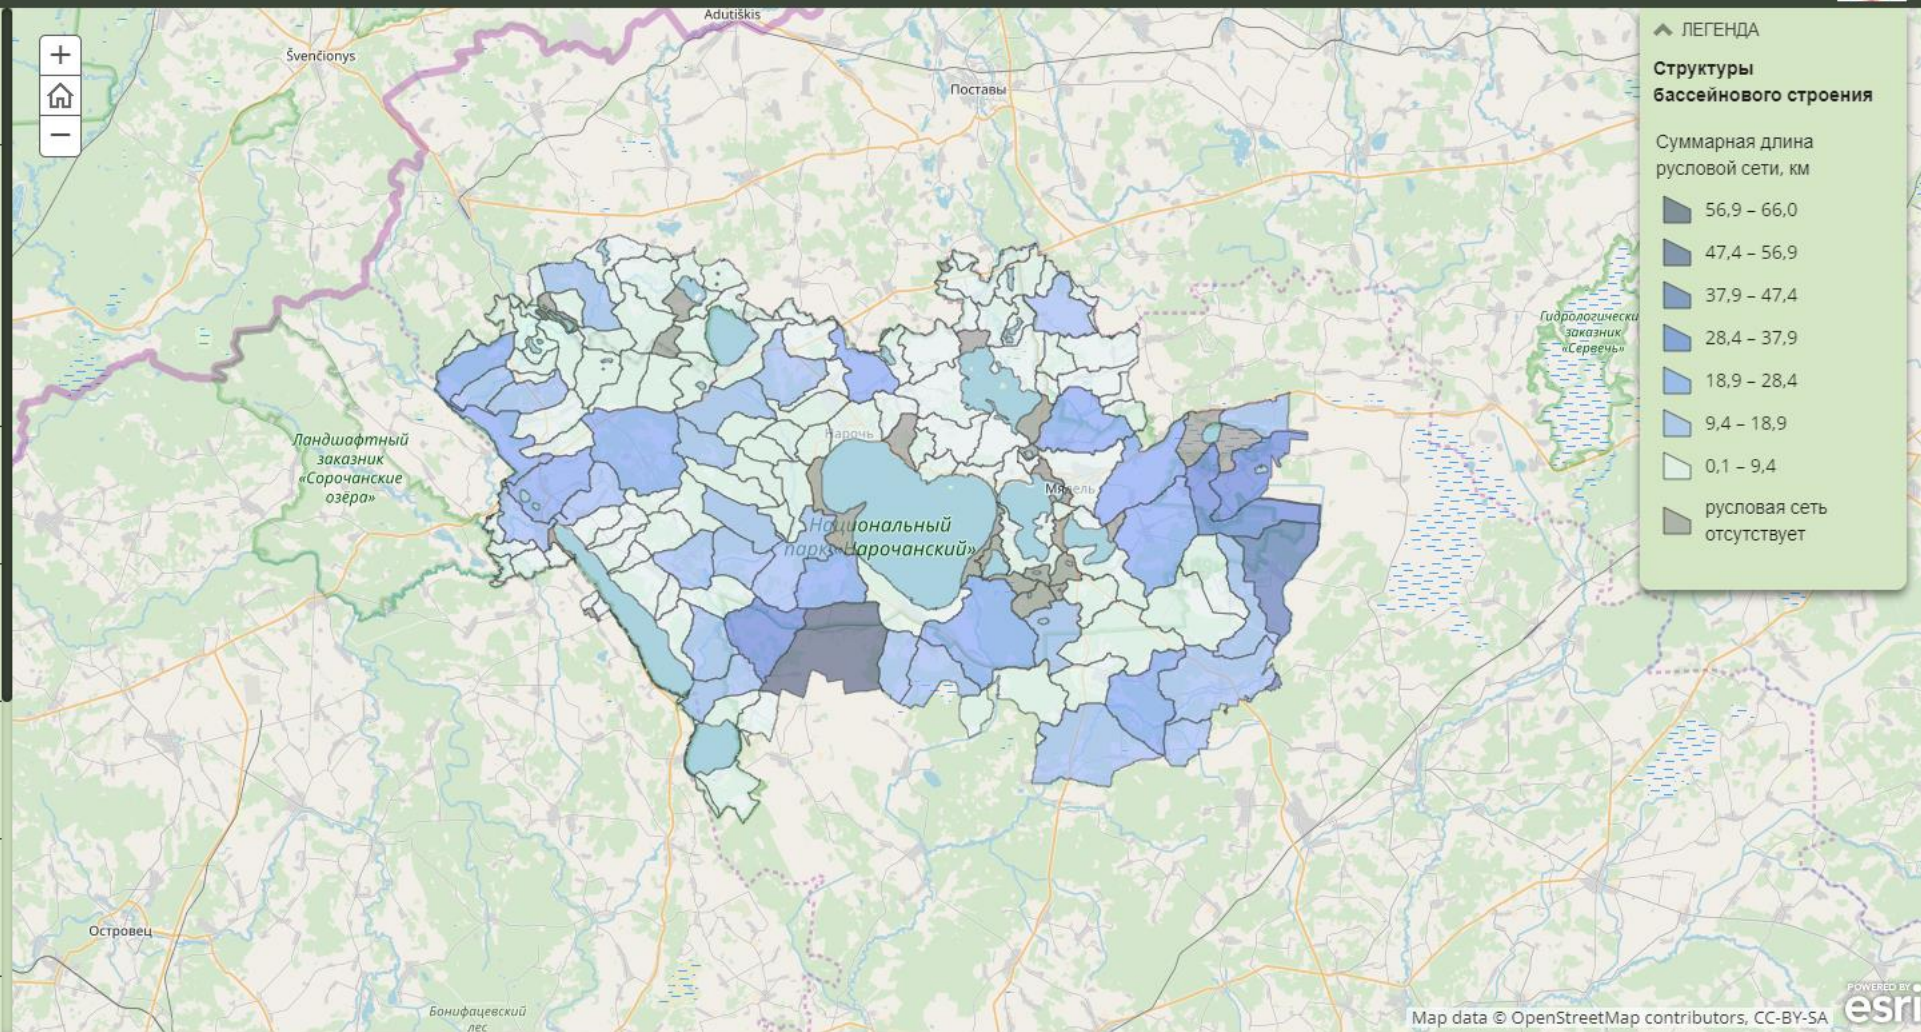 Adutiškis
Švenčionys
Поставы
+
−
ЛЕГЕНДА
Структуры
бассейнового строения
Суммарная длина
русловой сети, км
56,9 – 66,0
47,4 – 56,9
37,9 – 47,4
28,4 – 37,9
18,9 – 28,4
9,4 – 18,9
0,1 – 9,4
русловая сеть
отсутствует
Гидрологически
заказник
«Сервечь»
Ландшафтный
заказник
«Сорочанские
озёра»
Нарочь
Мядель
Национальный
парк «Нарочанский»
Островец
Бонифацевский
лес
POWERED BY
esri
Map data © OpenStreetMap contributors, CC-BY-SA